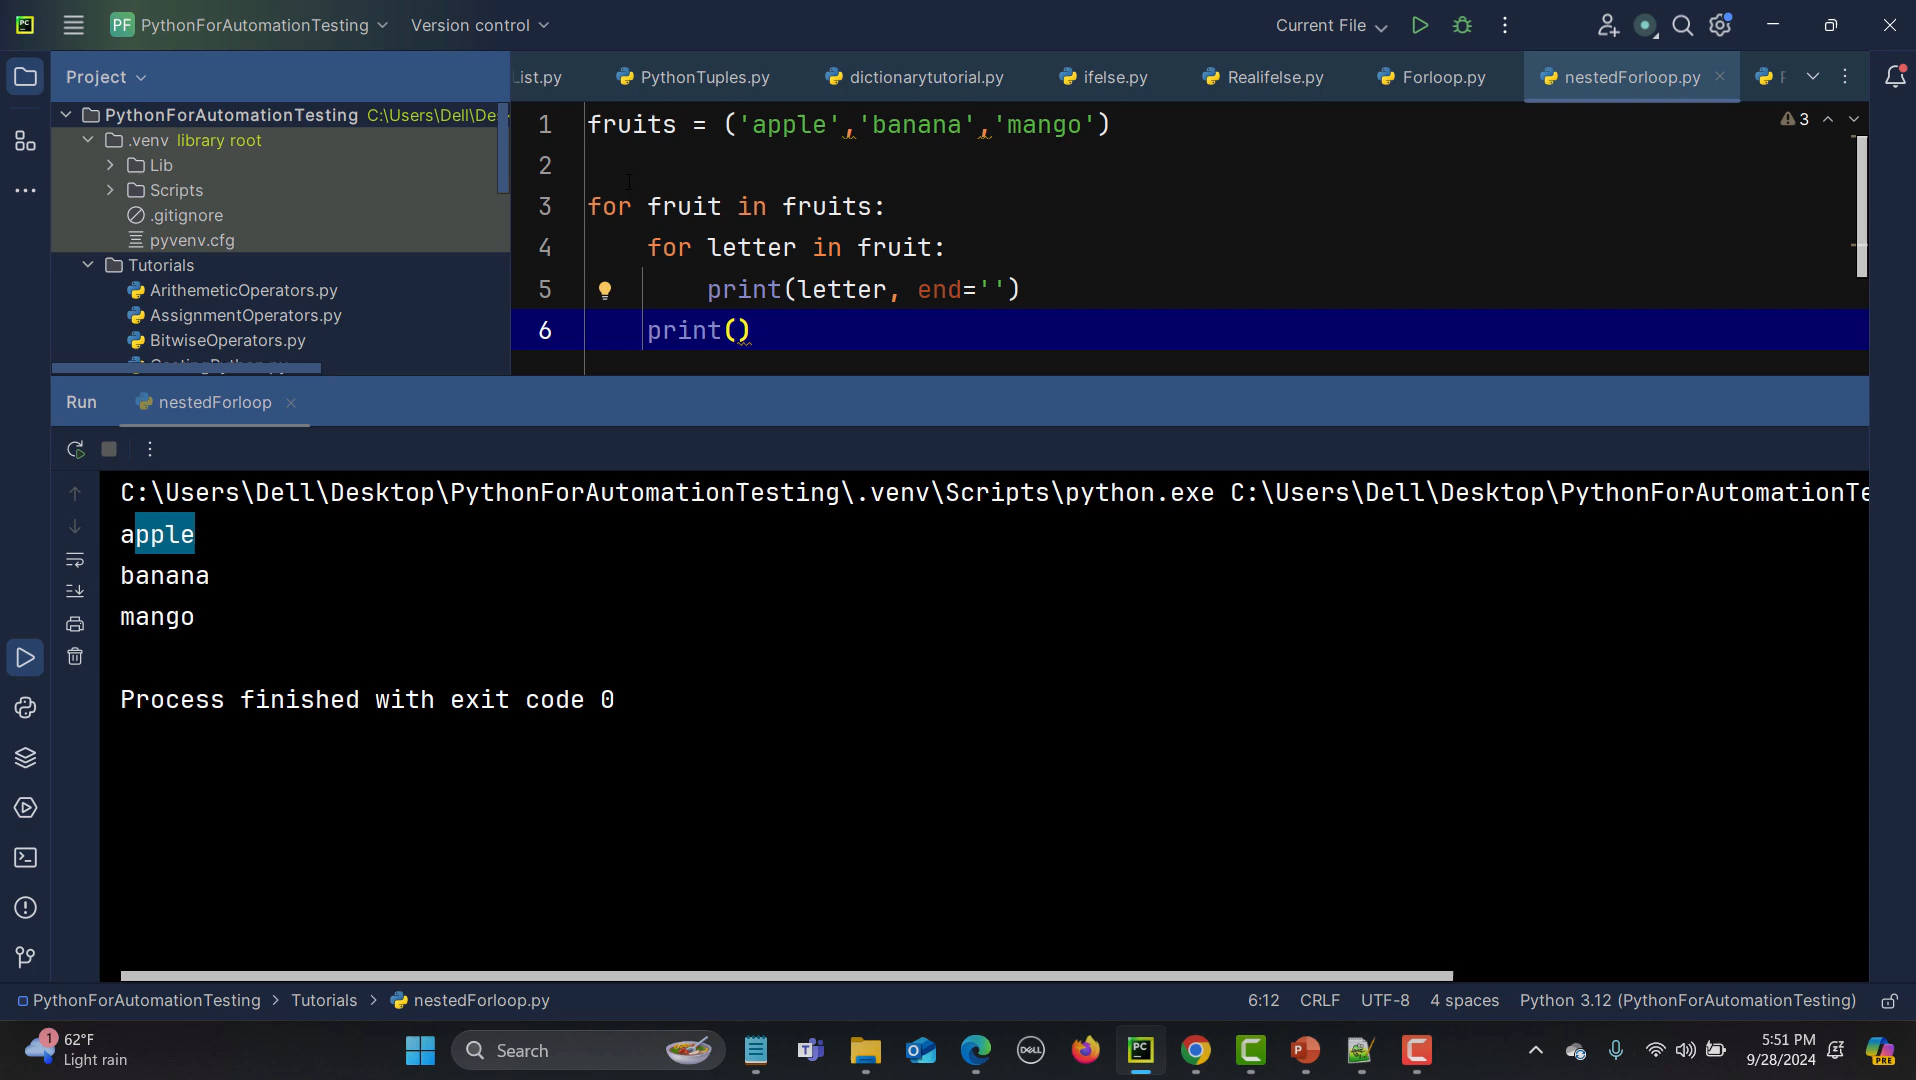 PF PythonForAutomationTesting Version control Current File
Project List.py PythonTuples.py dictionarytutorial.py ifelse.py Realifelse.py Forloop.py nestedForloop.py
PythonForAutomationTesting C:\Users\Dell\De
.venv library root
Lib
Scripts
.gitignore
pyvenv.cfg
Tutorials
ArithemeticOperators.py
AssignmentOperators.py
BitwiseOperators.py
1 fruits = ('apple','banana','mango')
2
3 for fruit in fruits:
4 for letter in fruit:
5 print(letter, end='')
6 print()
3
Run nestedForloop
C:\Users\Dell\Desktop\PythonForAutomationTesting\.venv\Scripts\python.exe C:\Users\Dell\Desktop\PythonForAutomationTe
apple
banana
mango
Process finished with exit code 0
PythonForAutomationTesting > Tutorials > nestedForloop.py 6:12 CRLF UTF-8 4 spaces Python 3.12 (PythonForAutomationTesting)
1 62°F
Light rain
Search
DELL
5:51 PM
9/28/2024
PRE